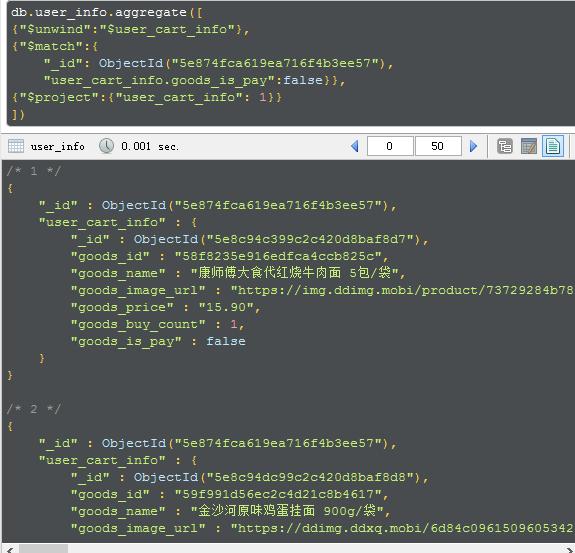 db.user_info.aggregate([
{"$unwind":"$user_cart_info"},
{"$match":{
"_id": ObjectId("5e874fca619ea716f4b3ee57"),
"user_cart_info.goods_is_pay":false}},
{"$project":{"user_cart_info": 1}}
])
user_info 0.001 sec. 0 50
/* 1 */
{
"_id" : ObjectId("5e874fca619ea716f4b3ee57"),
"user_cart_info" : {
"_id" : ObjectId("5e8c94c399c2c420d8baf8d7"),
"goods_id" : "58f8235e916edfca4ccb825c",
"goods_name" : "康师傅大食代红烧牛肉面 5包/袋",
"goods_image_url" : "https://img.ddimg.mobi/product/73729284b78
"goods_price" : "15.90",
"goods_buy_count" : 1,
"goods_is_pay" : false
}
}
/* 2 */
{
"_id" : ObjectId("5e874fca619ea716f4b3ee57"),
"user_cart_info" : {
"_id" : ObjectId("5e8c94dc99c2c420d8baf8d8"),
"goods_id" : "59f991d56ec2c4d21c8b4617",
"goods_name" : "金沙河原味鸡蛋挂面 900g/袋",
"goods_image_url" : "https://ddimg.ddxq.mobi/6d84c0961509605342